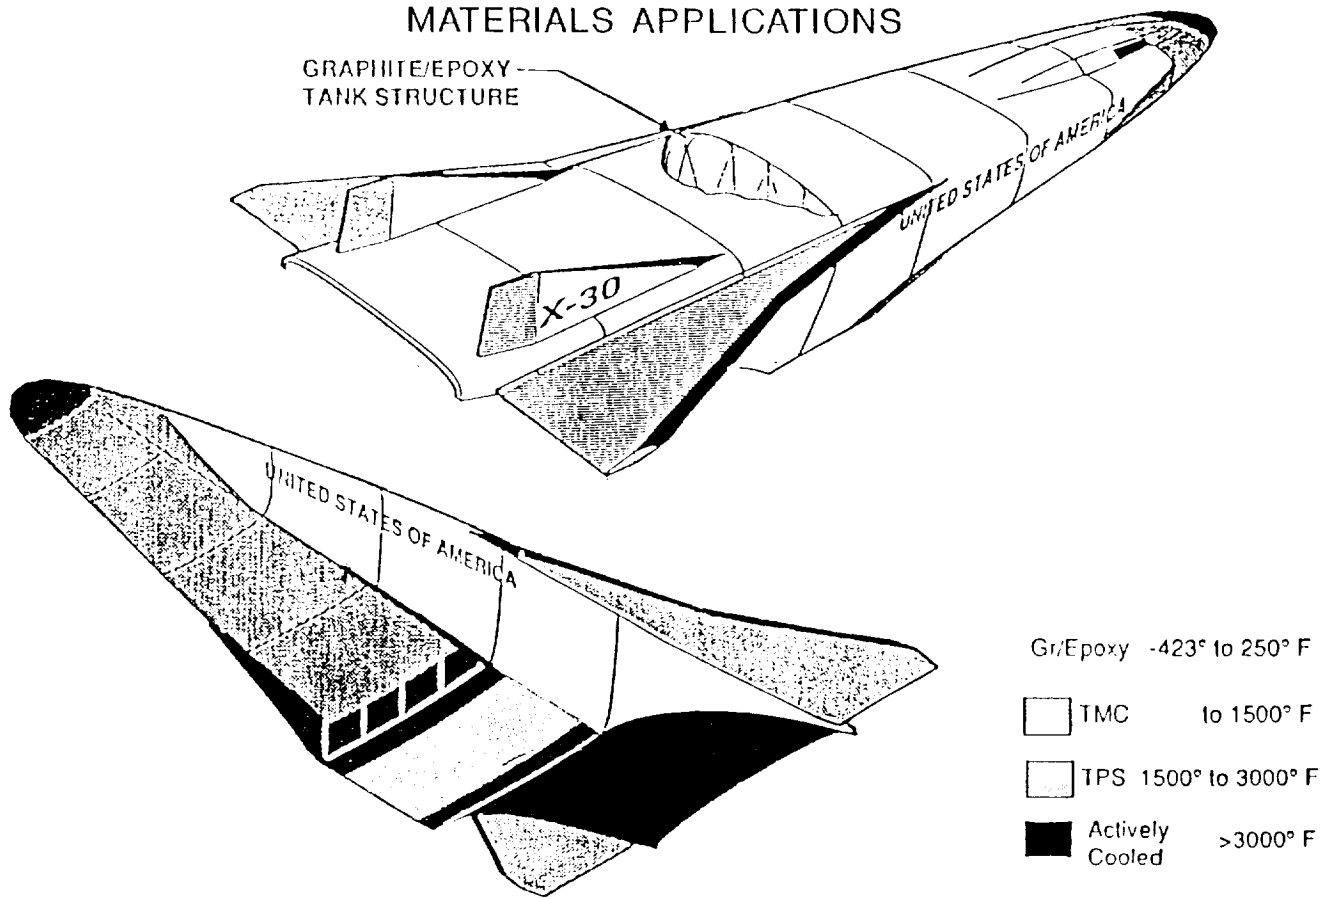 MATERIALS APPLICATIONS
GRAPHITE/EPOXY
TANK STRUCTURE
UNITED STATES OF AMERICA
X-30
UNITED STATES OF AMERICA
Gr/Epoxy -423° to 250° F
TMC to 1500° F
TPS 1500° to 3000° F
Actively
Cooled >3000° F